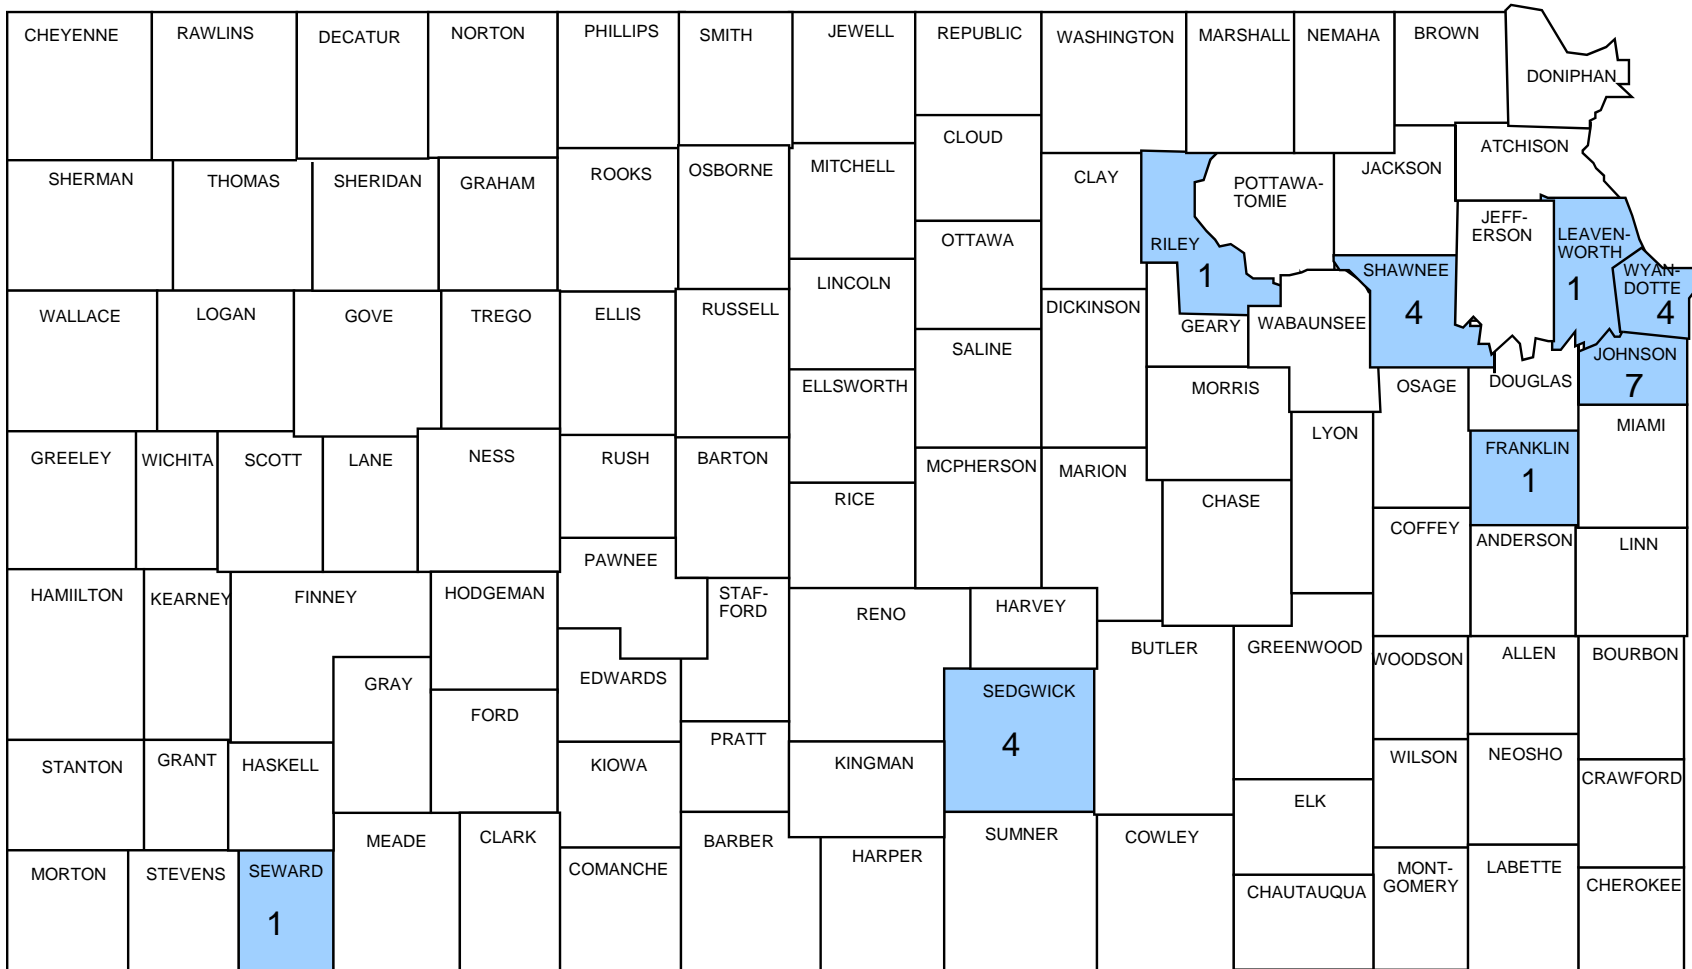 CHEYENNE
RAWLINS
DECATUR
NORTON
PHILLIPS
SMITH
JEWELL
REPUBLIC
WASHINGTON
MARSHALL
NEMAHA
BROWN
DONIPHAN
SHERMAN
THOMAS
SHERIDAN
GRAHAM
ROOKS
OSBORNE
MITCHELL
CLOUD
CLAY
RILEY
1
POTTAWA-
TOMIE
JACKSON
ATCHISON
JEFF-
ERSON
LEAVEN-
WORTH
1
WYAN-
DOTTE
4
OTTAWA
LINCOLN
SHAWNEE
4
WALLACE
LOGAN
GOVE
TREGO
ELLIS
RUSSELL
DICKINSON
GEARY
WABAUNSEE
SALINE
ELLSWORTH
MORRIS
OSAGE
DOUGLAS
JOHNSON
7
GREELEY
WICHITA
SCOTT
LANE
NESS
RUSH
BARTON
RICE
MCPHERSON
MARION
CHASE
LYON
FRANKLIN
1
MIAMI
COFFEY
ANDERSON
LINN
HAMIILTON
KEARNEY
FINNEY
HODGEMAN
PAWNEE
STAF-
FORD
RENO
HARVEY
BUTLER
GREENWOOD
WOODSON
ALLEN
BOURBON
GRAY
FORD
EDWARDS
SEDGWICK
4
STANTON
GRANT
HASKELL
KIOWA
PRATT
KINGMAN
ELK
WILSON
NEOSHO
CRAWFORD
MORTON
STEVENS
SEWARD
1
MEADE
CLARK
COMANCHE
BARBER
HARPER
SUMNER
COWLEY
CHAUTAUQUA
MONT-
GOMERY
LABETTE
CHEROKEE